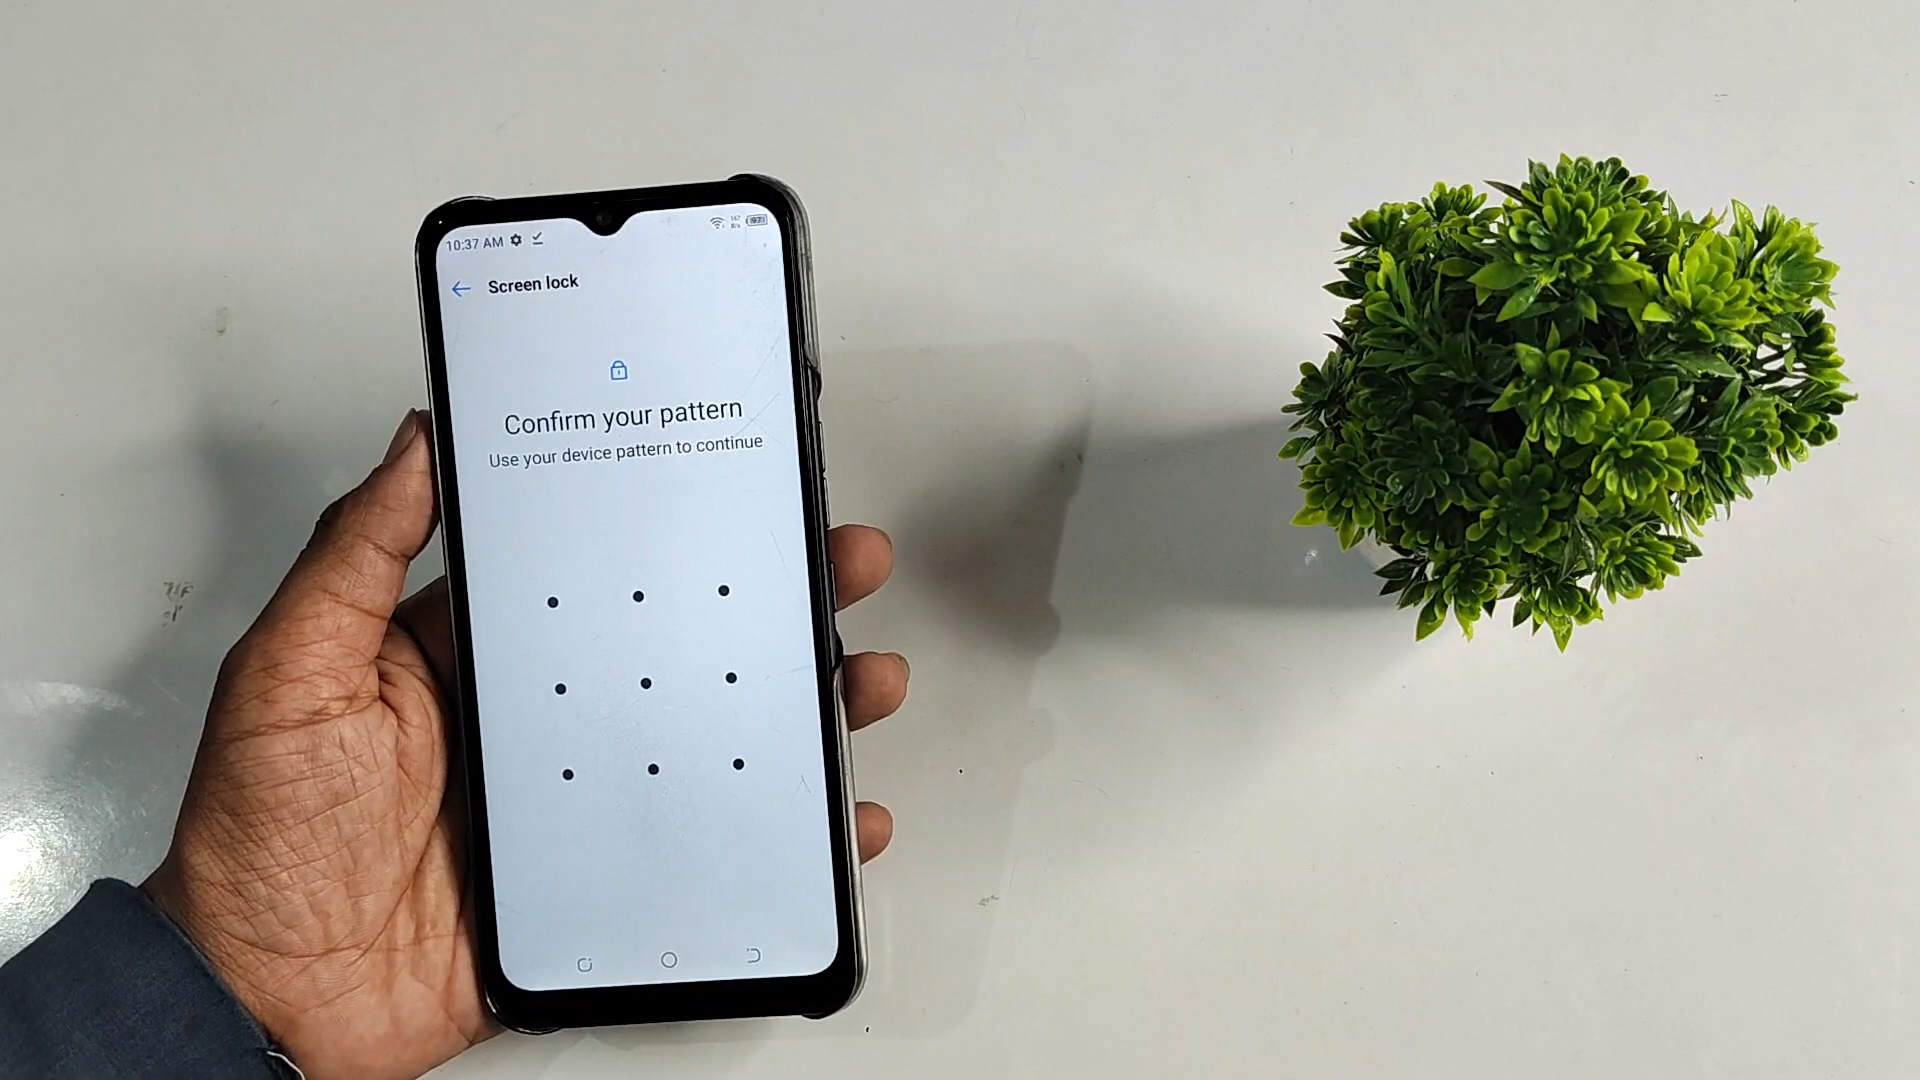 10:37 AM
Screen lock
Confirm your pattern
Use your device pattern to continue